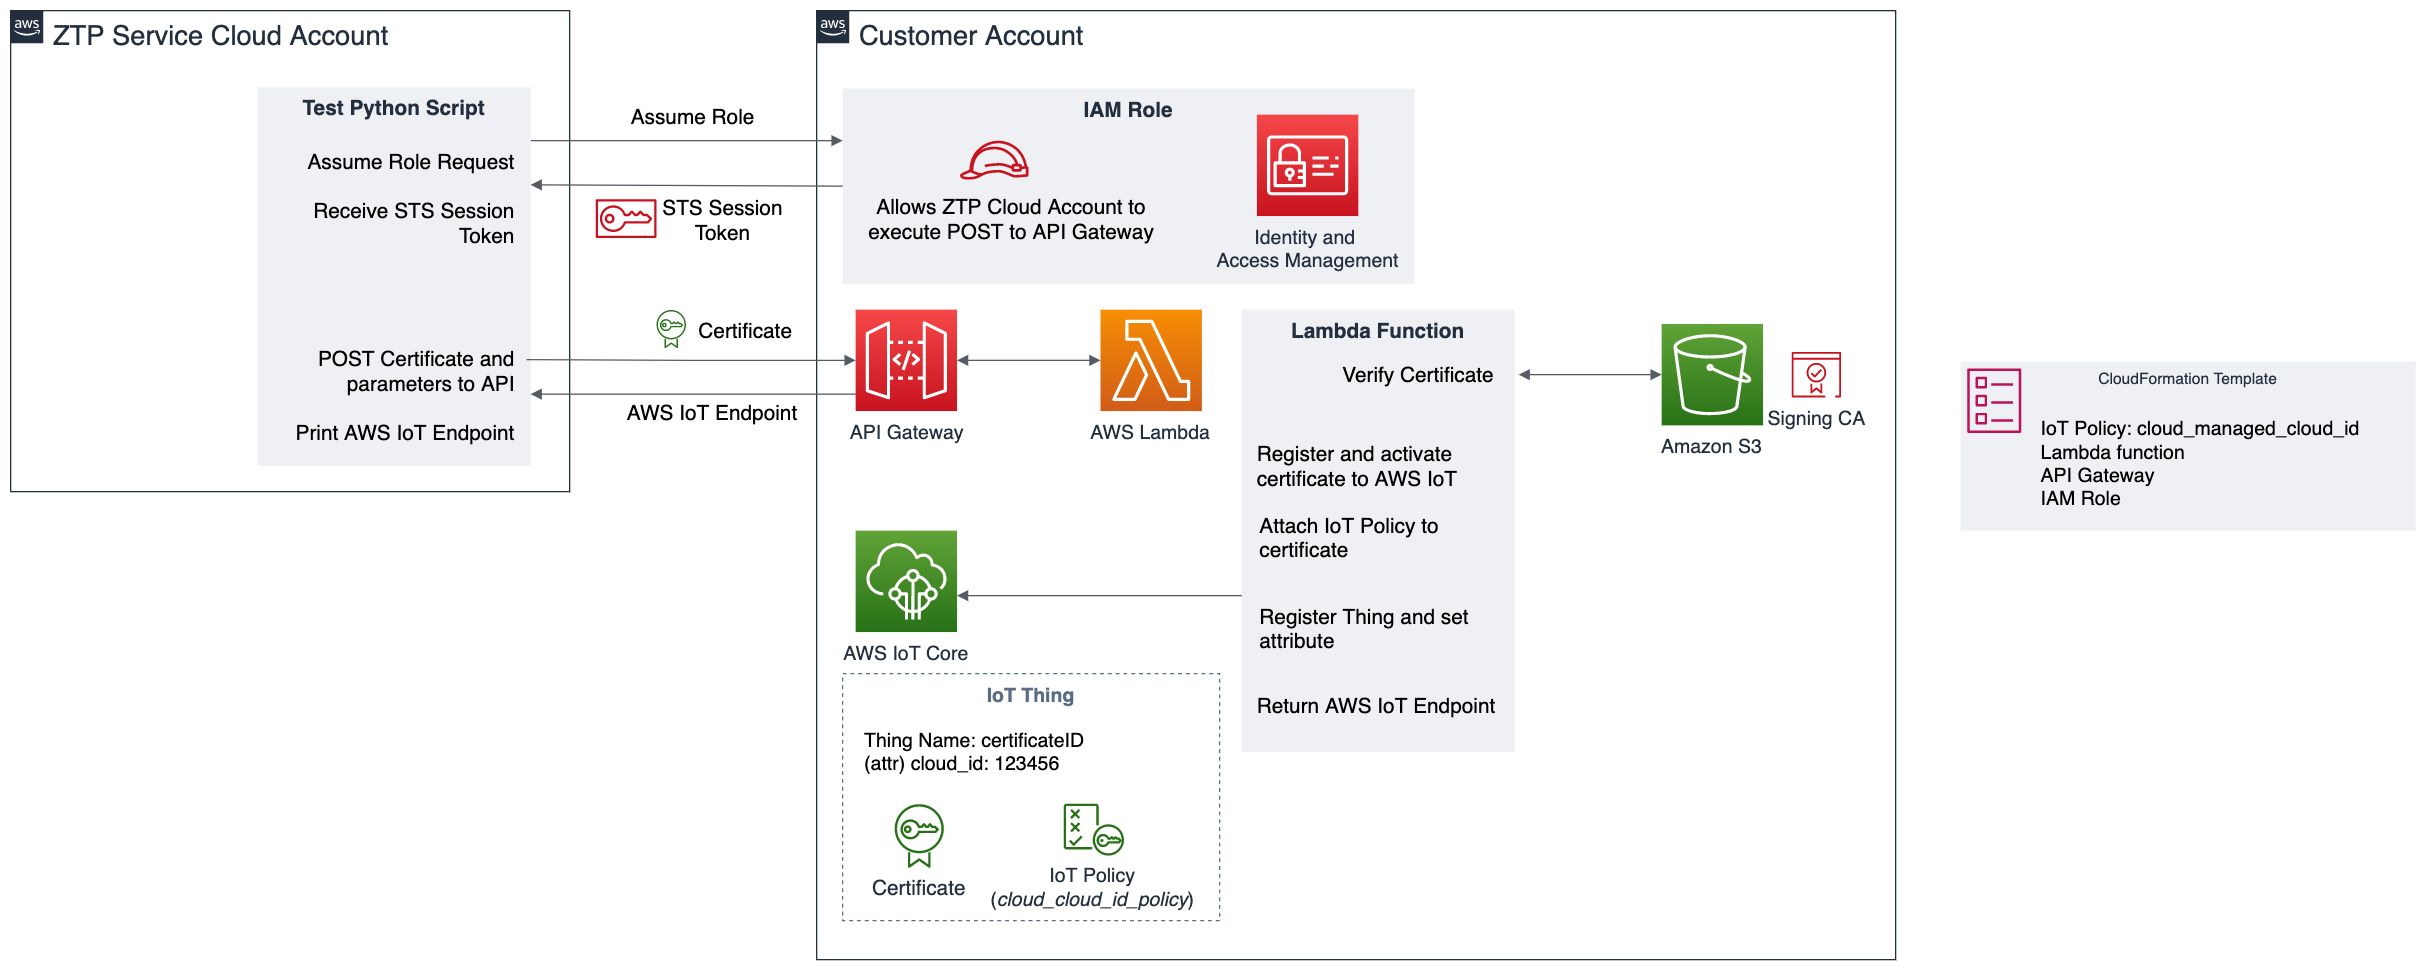 aws
ZTP Service Cloud Account
Test Python Script
Assume Role Request
Receive STS Session
Token
POST Certificate and
parameters to API
Print AWS IoT Endpoint
Assume Role
STS Session
Token
Certificate
AWS IoT Endpoint
aws
Customer Account
IAM Role
Allows ZTP Cloud Account to
execute POST to API Gateway
Identity and
Access Management
API Gateway
AWS Lambda
Lambda Function
Verify Certificate
Register and activate
certificate to AWS IoT
Attach IoT Policy to
certificate
Register Thing and set
attribute
Return AWS IoT Endpoint
Amazon S3
Signing CA
AWS IoT Core
IoT Thing
Thing Name: certificateID
(attr) cloud_id: 123456
Certificate
IoT Policy
(cloud_cloud_id_policy)
CloudFormation Template
IoT Policy: cloud_managed_cloud_id
Lambda function
API Gateway
IAM Role